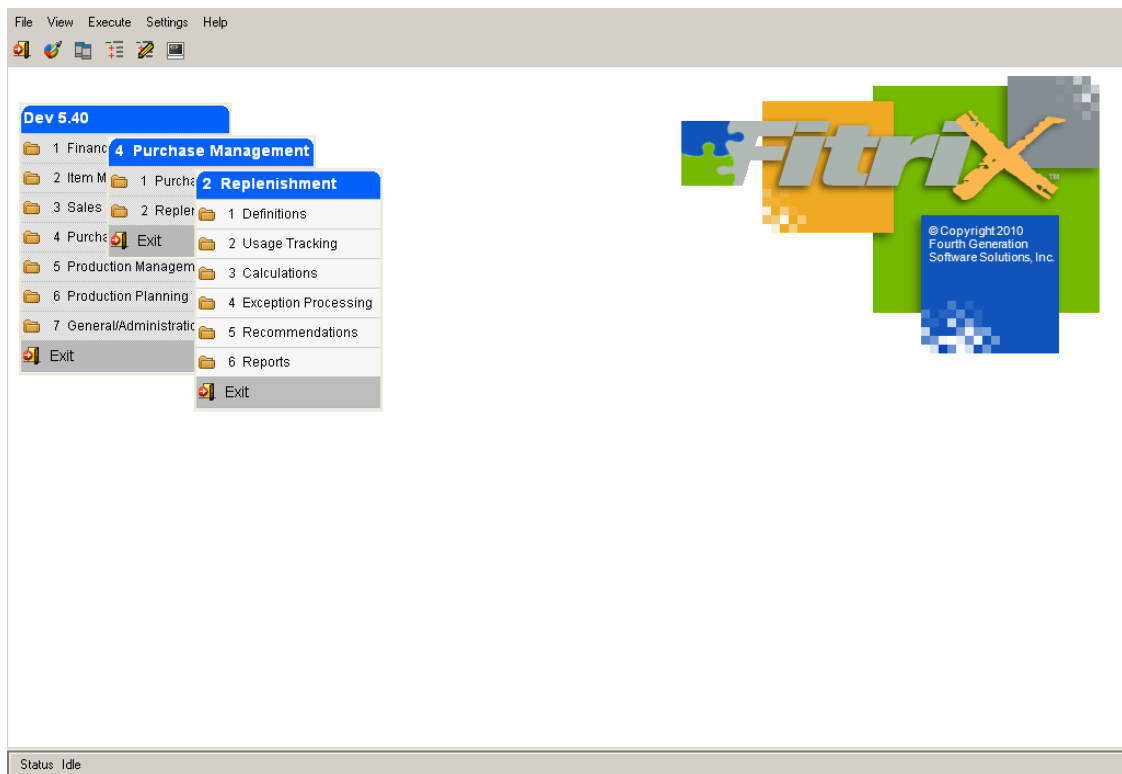 File View Execute Settings Help
Dev 5.40
1 Financ
2 Item M
3 Sales
4 Purcha
5 Production Managem
6 Production Planning
7 General/Administratio
Exit
4 Purchase Management
1 Purcha
2 Replen
Exit
2 Replenishment
1 Definitions
2 Usage Tracking
3 Calculations
4 Exception Processing
5 Recommendations
6 Reports
Exit
FitriX
TM
©Copyright 2010
Fourth Generation
Software Solutions, Inc.
Status Idle